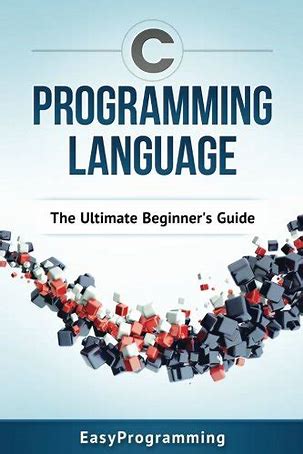 C
PROGRAMMING
LANGUAGE
The Ultimate Beginner's Guide
EasyProgramming